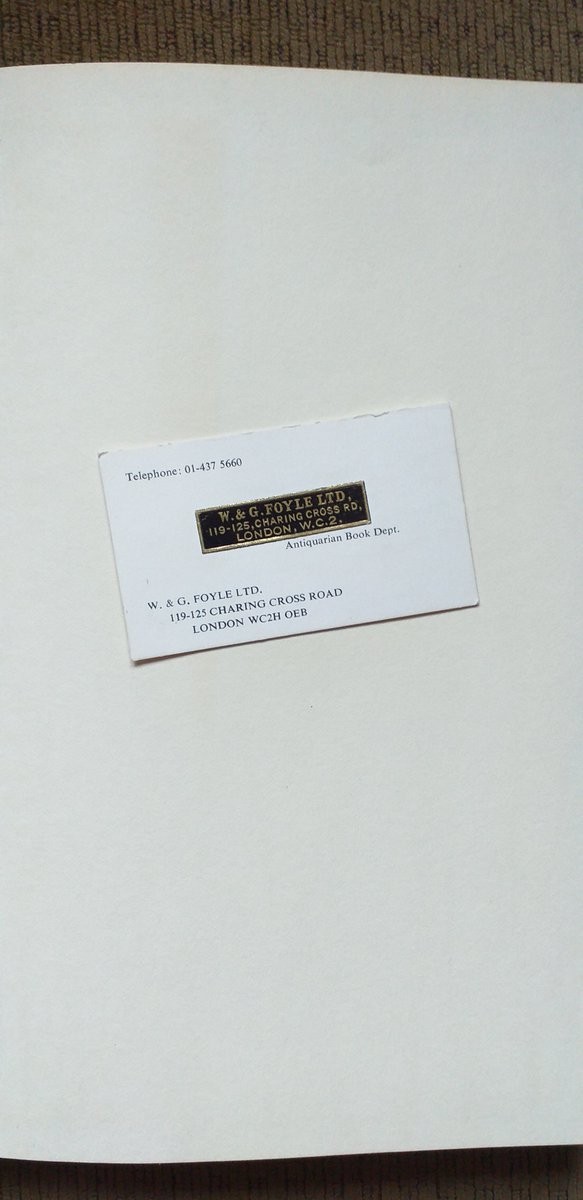 Telephone: 01-437 5660
W. & G. FOYLE LTD,
119-125, CHARING CROSS RD,
LONDON, W.C.2.
Antiquarian Book Dept.
W. & G. FOYLE LTD.
119-125 CHARING CROSS ROAD
LONDON WC2H OEB